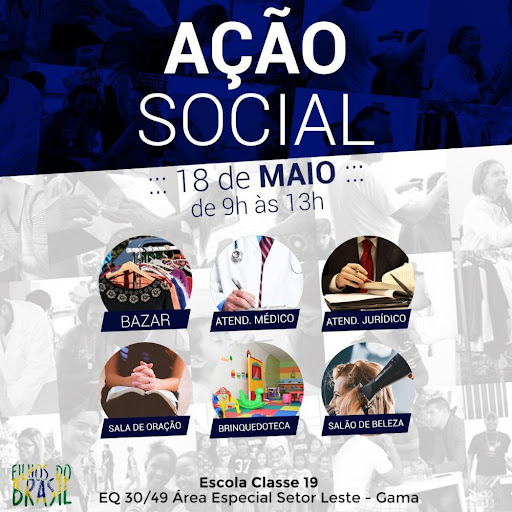 AÇÃO
SOCIAL
::: 18 de MAIO :::
de 9h às 13h
BAZAR
ATEND. MÉDICO
ATEND. JURÍDICO
SALA DE ORAÇÃO
BRINQUEDOTECA
SALÃO DE BELEZA
FILHOS DO
BRASIL
Escola Classe 19
EQ 30/49 Área Especial Setor Leste - Gama